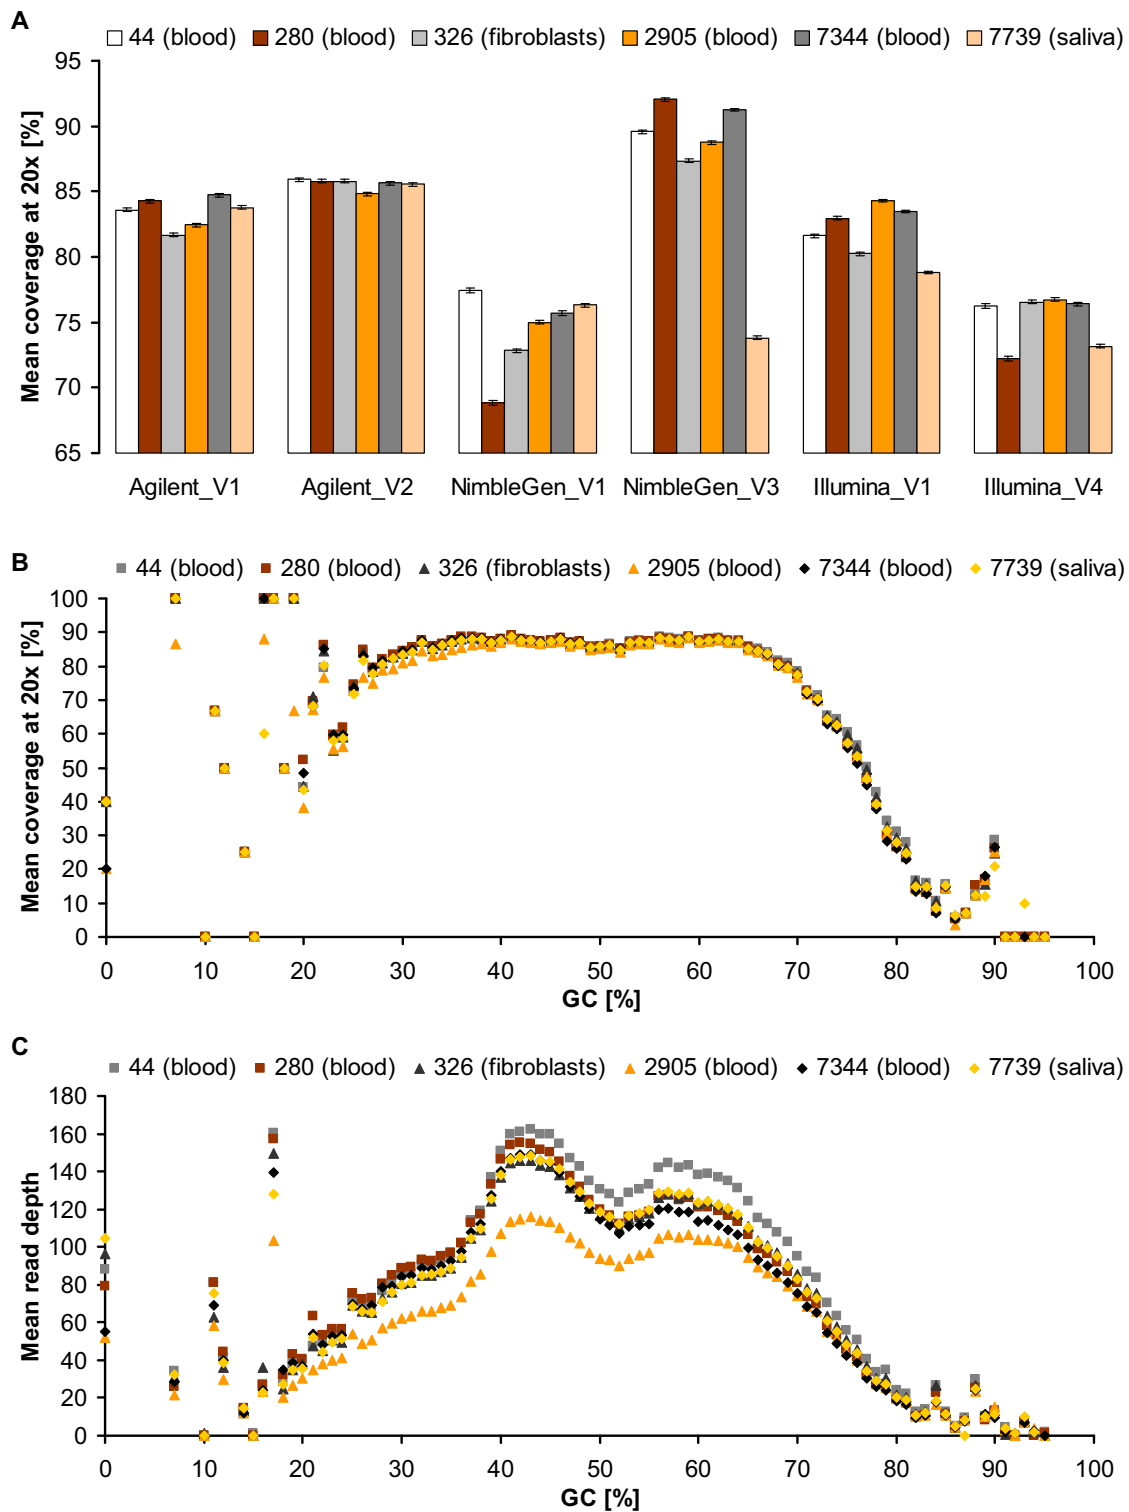 A
44 (blood) 280 (blood) 326 (fibroblasts) 2905 (blood) 7344 (blood) 7739 (saliva)
Mean coverage at 20x [%]
95
90
85
80
75
70
65
Agilent_V1 Agilent_V2 NimbleGen_V1 NimbleGen_V3 Illumina_V1 Illumina_V4
B
44 (blood) 280 (blood) 326 (fibroblasts) 2905 (blood) 7344 (blood) 7739 (saliva)
Mean coverage at 20x [%]
100
90
80
70
60
50
40
30
20
10
0
0 10 20 30 40 50 60 70 80 90 100
GC [%]
C
44 (blood) 280 (blood) 326 (fibroblasts) 2905 (blood) 7344 (blood) 7739 (saliva)
Mean read depth
180
160
140
120
100
80
60
40
20
0
0 10 20 30 40 50 60 70 80 90 100
GC [%]